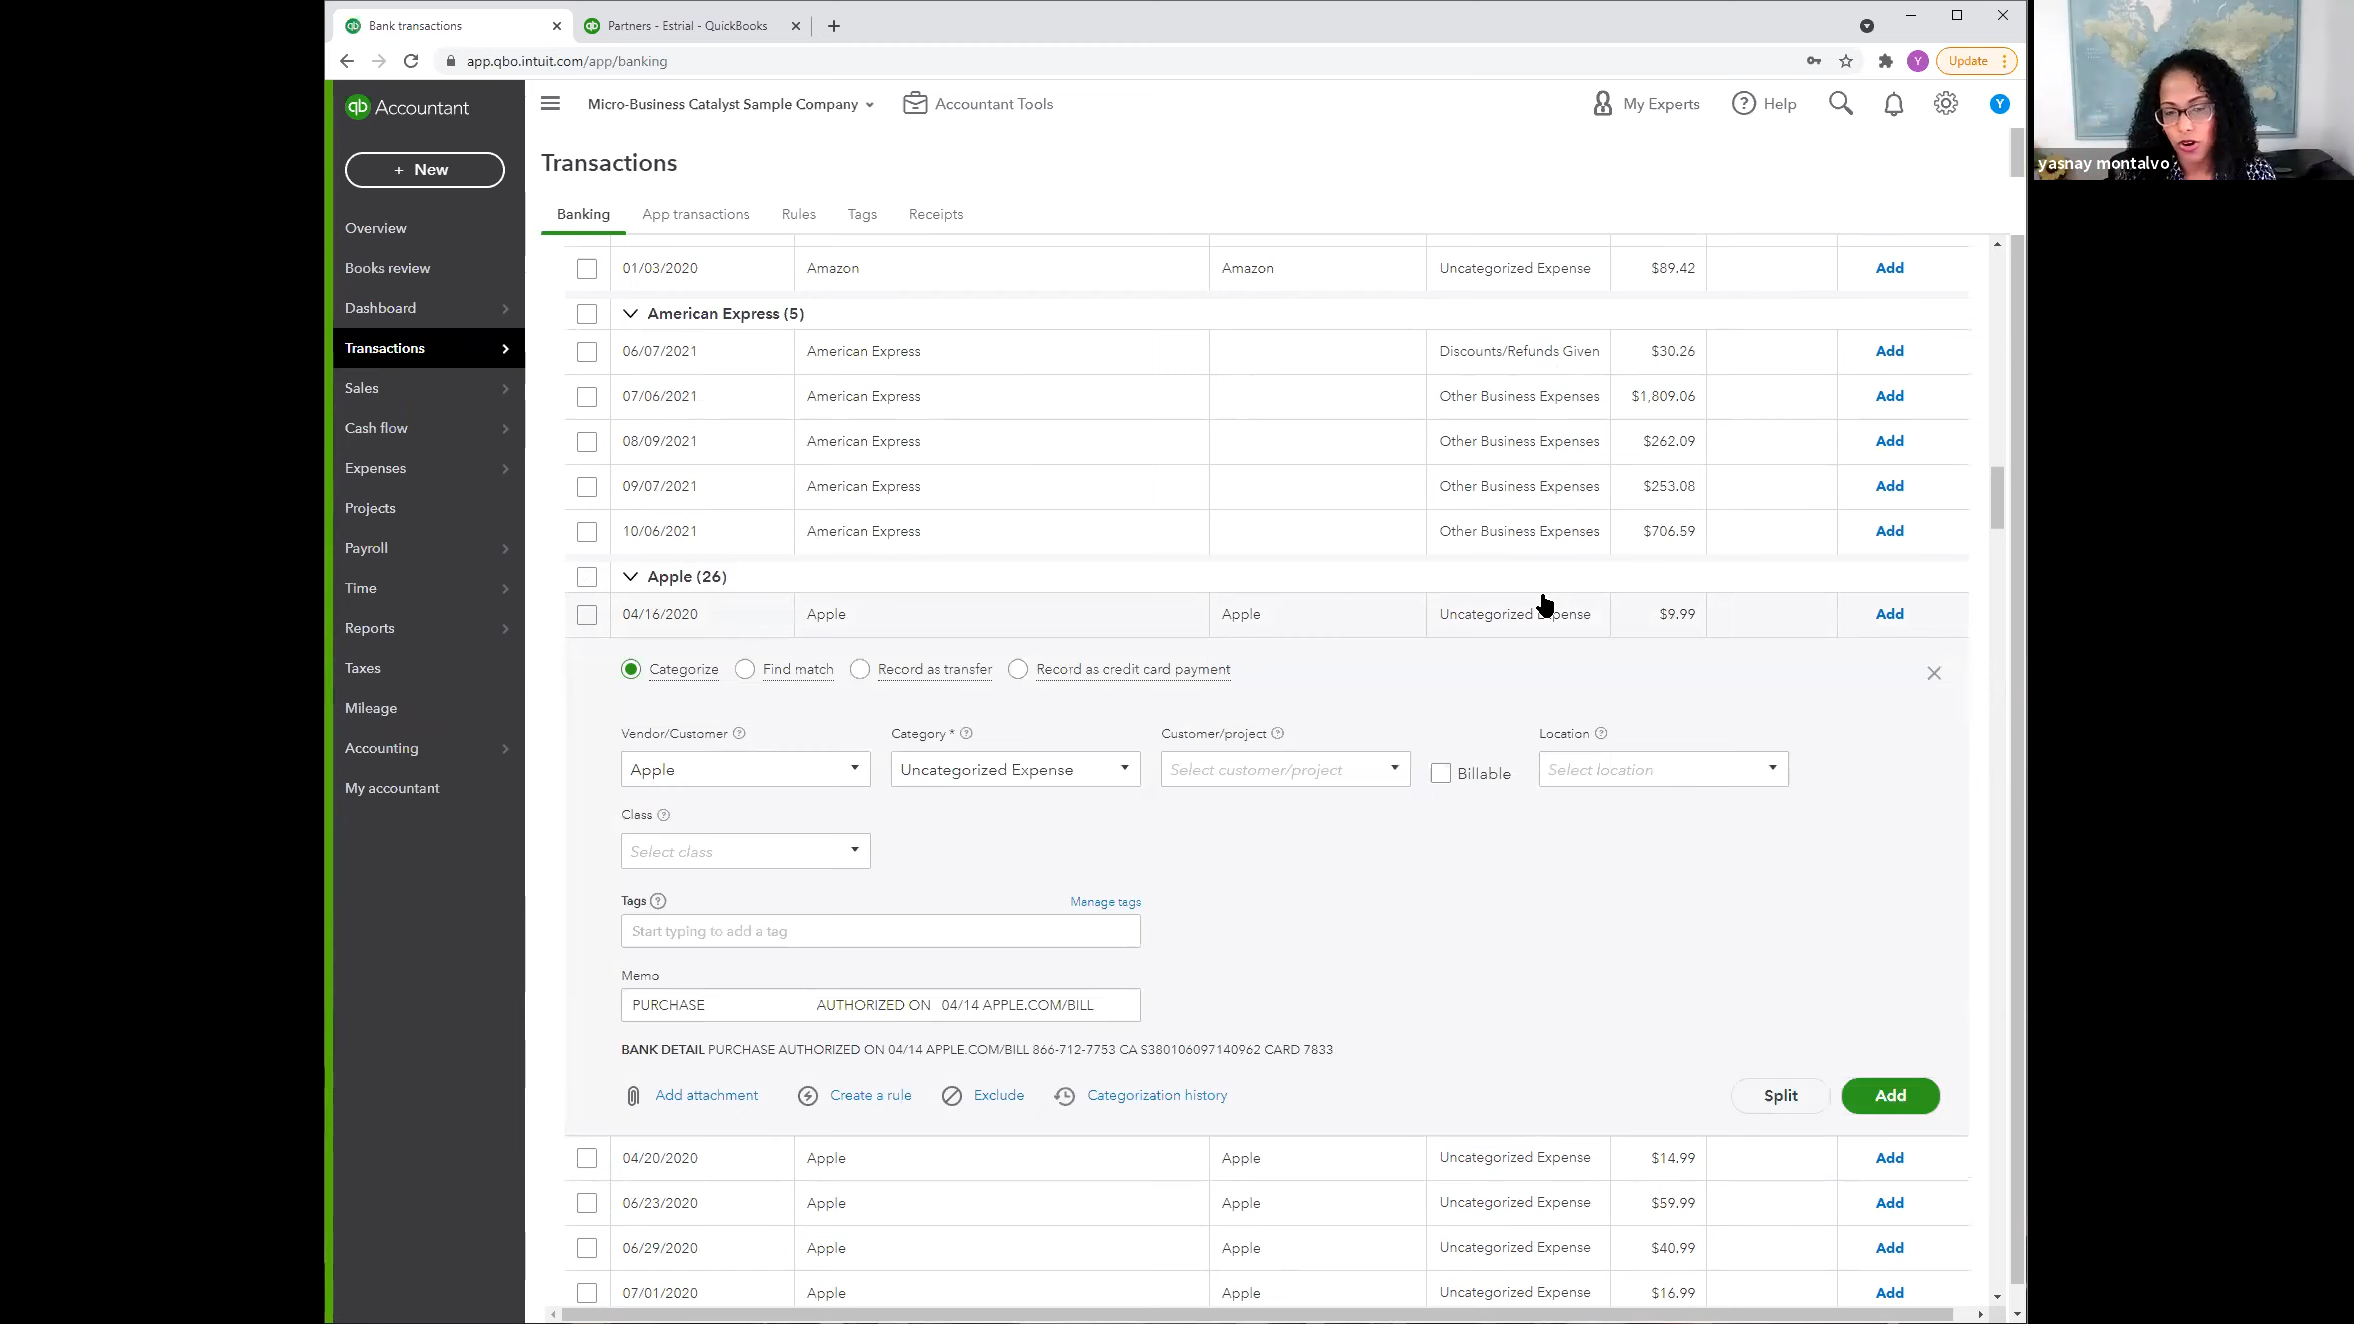 Bank transactions
Partners - Estrial - QuickBooks
app.qbo.intuit.com/app/banking
Y
Update
qb Accountant
Micro-Business Catalyst Sample Company
Accountant Tools
My Experts
Help
Y
+ New
Overview
Books review
Dashboard
Transactions
Sales
Cash flow
Expenses
Projects
Payroll
Time
Reports
Taxes
Mileage
Accounting
My accountant
Transactions
Banking App transactions Rules Tags Receipts
01/03/2020 Amazon Amazon Uncategorized Expense $89.42 Add
American Express (5)
06/07/2021 American Express Discounts/Refunds Given $30.26 Add
07/06/2021 American Express Other Business Expenses $1,809.06 Add
08/09/2021 American Express Other Business Expenses $262.09 Add
09/07/2021 American Express Other Business Expenses $253.08 Add
10/06/2021 American Express Other Business Expenses $706.59 Add
Apple (26)
04/16/2020 Apple Apple Uncategorized Expense $9.99 Add
Categorize Find match Record as transfer Record as credit card payment
Vendor/Customer Category * Customer/project Location
Apple Uncategorized Expense Select customer/project Billable Select location
Class
Select class
Tags Manage tags
Start typing to add a tag
Memo
PURCHASE AUTHORIZED ON 04/14 APPLE.COM/BILL
BANK DETAIL PURCHASE AUTHORIZED ON 04/14 APPLE.COM/BILL 866-712-7753 CA S380106097140962 CARD 7833
Add attachment Create a rule Exclude Categorization history Split Add
04/20/2020 Apple Apple Uncategorized Expense $14.99 Add
06/23/2020 Apple Apple Uncategorized Expense $59.99 Add
06/29/2020 Apple Apple Uncategorized Expense $40.99 Add
07/01/2020 Apple Apple Uncategorized Expense $16.99 Add
yasnay montalvo